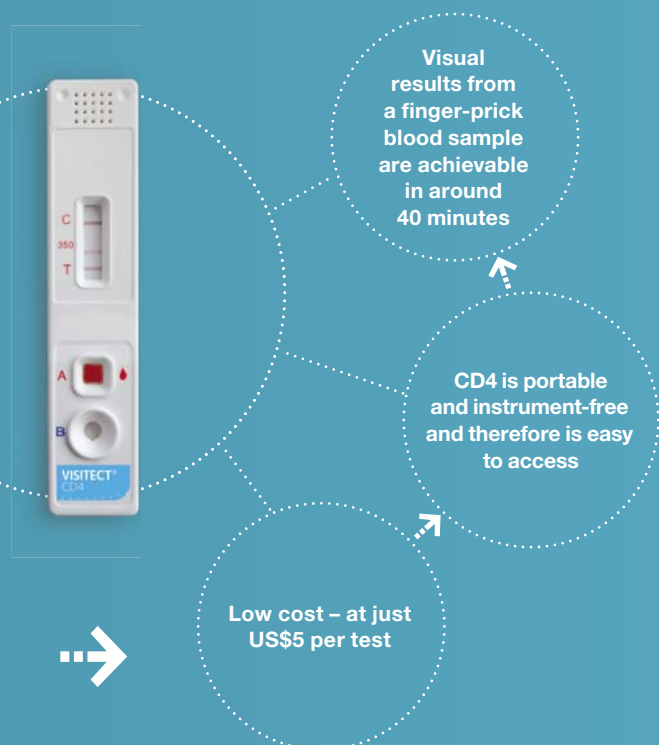 Visual
results from
a finger-prick
blood sample
are achievable
in around
40 minutes
C
350
T
A
B
VISITECT®
CD4
CD4 is portable
and instrument-free
and therefore is easy
to access
Low cost – at just
US$5 per test